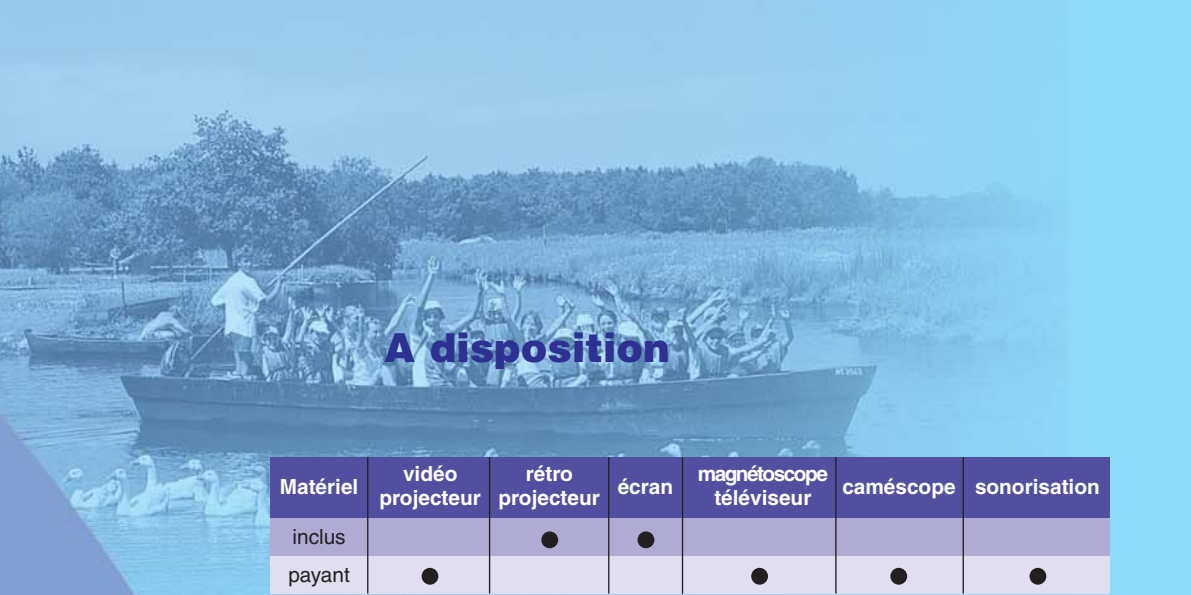 A disposition
Matériel vidéo projecteur rétro projecteur écran magnétoscope téléviseur caméscope sonorisation
inclus ● ●
payant ● ● ● ●